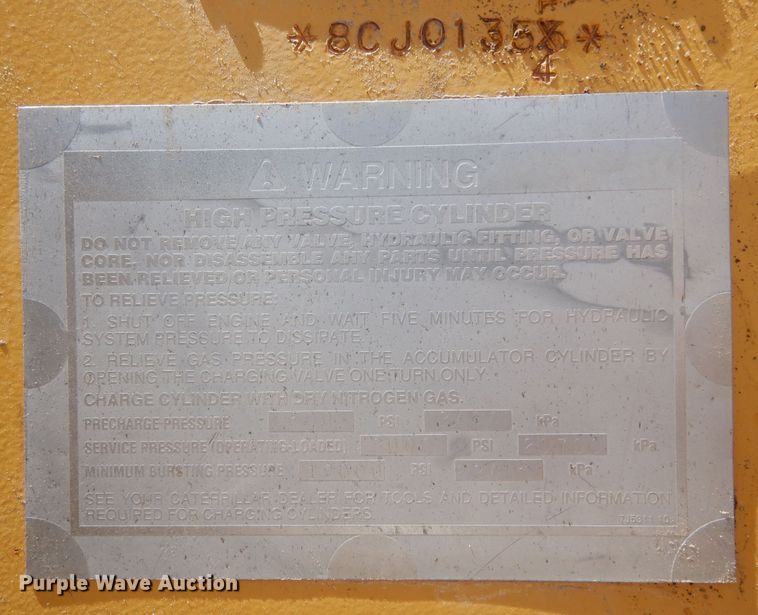 *8CJ0135
4
WARNING
HIGH PRESSURE CYLINDER
DO NOT REMOVE ANY VALVE, HYDRAULIC FITTING, OR VALVE
CORE, NOR DISASSEMBLE ANY PARTS UNTIL PRESSURE HAS
BEEN RELIEVED OR PERSONAL INJURY MAY OCCUR.
TO RELIEVE PRESSURE:
1. SHUT OFF ENGINE AND WAIT FIVE MINUTES FOR HYDRAULIC
SYSTEM PRESSURE TO DISSIPATE.
2. RELIEVE GAS PRESSURE IN THE ACCUMULATOR CYLINDER BY
OPENING THE CHARGING VALVE ONE TURN ONLY.
CHARGE CYLINDER WITH DRY NITROGEN GAS.
PRECHARGE PRESSURE PSI kPa
SERVICE PRESSURE (OPERATING-LOADED) PSI kPa
MINIMUM BURSTING PRESSURE PSI kPa
SEE YOUR CATERPILLAR DEALER FOR TOOLS AND DETAILED INFORMATION
REQUIRED FOR CHARGING CYLINDERS
Purple Wave Auction